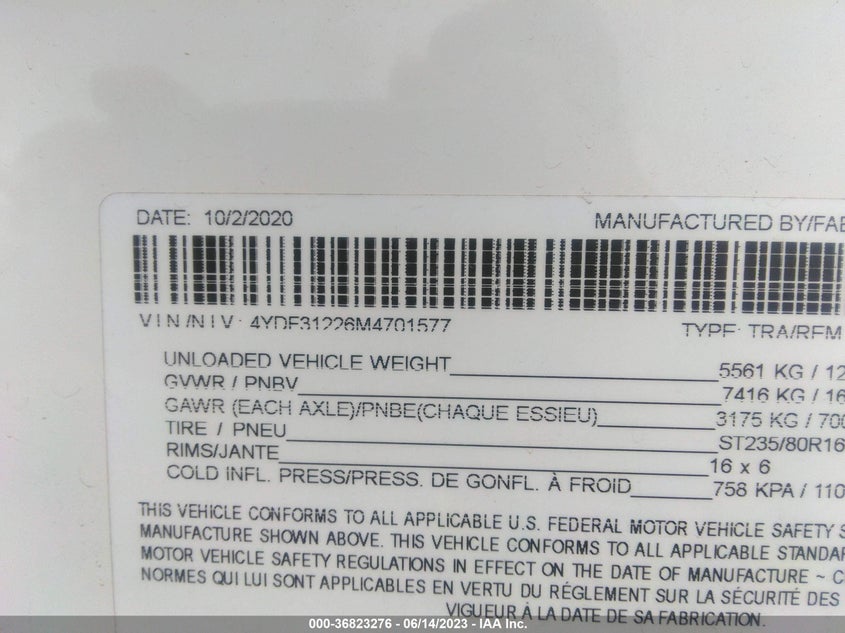 DATE: 10/2/2020 MANUFACTURED BY/FAB
VIN/NIV: 4YDF31226M4701577 TYPE: TRA/REM
UNLOADED VEHICLE WEIGHT 5561 KG / 12
GVWR / PNBV 7416 KG / 16
GAWR (EACH AXLE)/PNBE(CHAQUE ESSIEU) 3175 KG / 700
TIRE / PNEU ST235/80R16
RIMS/JANTE 16 x 6
COLD INFL. PRESS/PRESS. DE GONFL. À FROID 758 KPA / 110
THIS VEHICLE CONFORMS TO ALL APPLICABLE U.S. FEDERAL MOTOR VEHICLE SAFETY S
MANUFACTURE SHOWN ABOVE. THIS VEHICLE CONFORMS TO ALL APPLICABLE STANDAR
MOTOR VEHICLE SAFETY REGULATIONS IN EFFECT ON THE DATE OF MANUFACTURE ~ C
NORMES QUI LUI SONT APPLICABLES EN VERTU DU RÉGLEMENT SUR LA SÉCURITÉ DES
VIGUEUR À LA DATE DE SA FABRICATION.
000-36823276 - 06/14/2023 - IAA Inc.